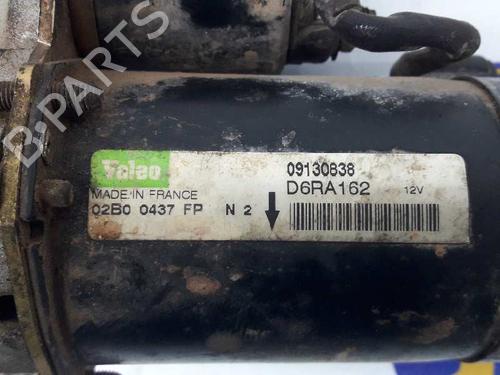 B-PARTS
Valeo
MADE IN FRANCE
02B0 0437 FP N 2
09130838
D6RA162 12V